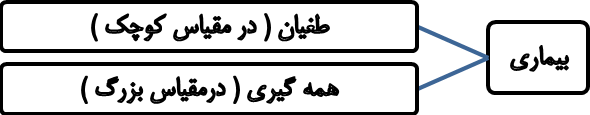 بیماری
طغیان ( در مقیاس کوچک )
همه گیری ( درمقیاس بزرگ )